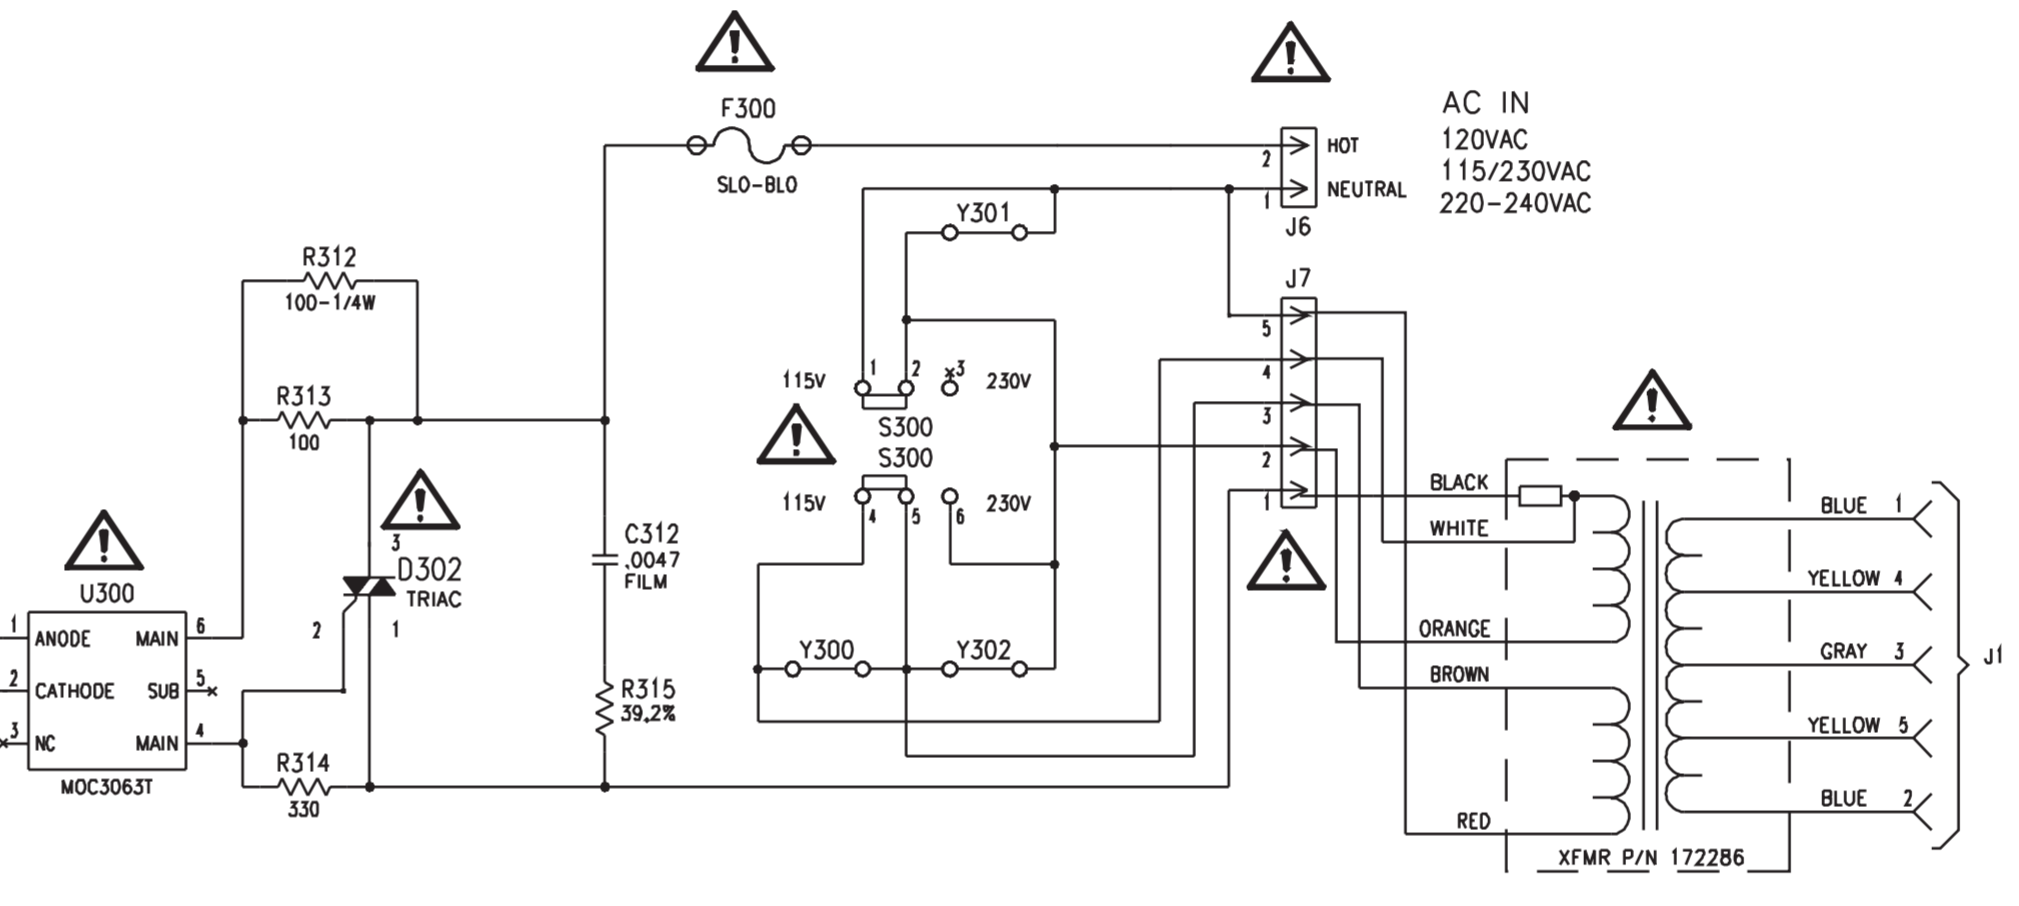 F300
SLO-BLO
2
HOT
1
NEUTRAL
J6
AC IN
120VAC
115/230VAC
220-240VAC
Y301
J7
R312
100-1/4W
R313
100
115V
1
2
x3
230V
S300
S300
115V
4
5
6
230V
5
4
3
2
1
3
D302
TRIAC
2
1
C312
.0047
FILM
R315
39.2%
Y300
Y302
U300
1
ANODE
MAIN
6
2
CATHODE
SUB
5
x
x
3
NC
MAIN
4
MOC3063T
R314
330
BLACK
WHITE
ORANGE
BROWN
RED
BLUE 1
YELLOW 4
GRAY 3
YELLOW 5
BLUE 2
J1
XFMR P/N 172286